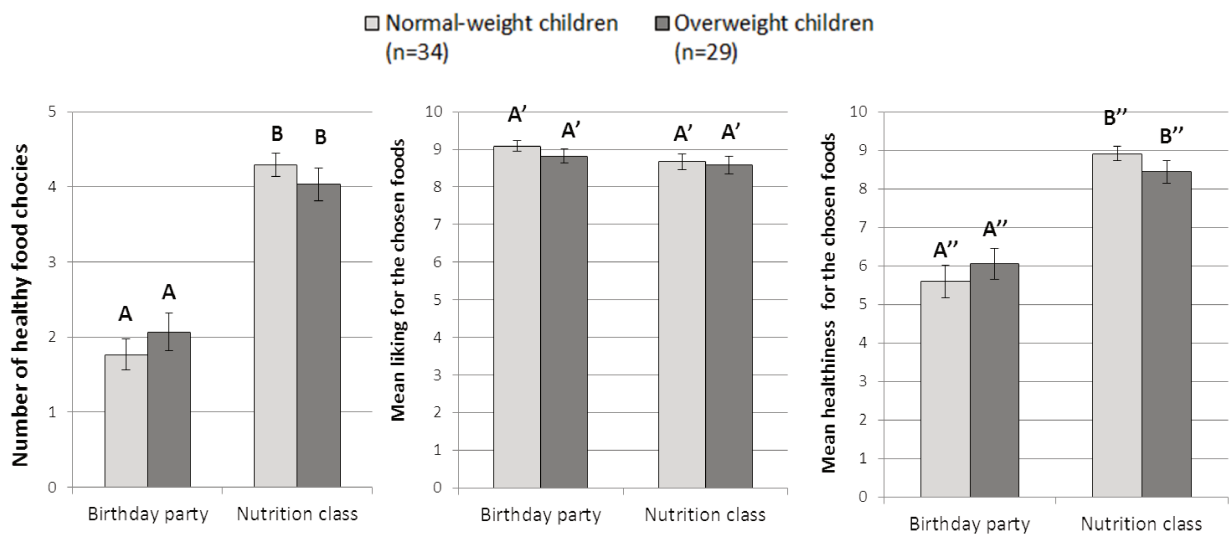 Normal-weight children
(n=34)
Overweight children
(n=29)
Number of healthy food chocies
5
4
3
2
1
0
A
A
B
B
Birthday party
Nutrition class
Mean liking for the chosen foods
10
9
8
7
6
5
4
3
2
1
0
A’
A’
A’
A’
Birthday party
Nutrition class
Mean healthiness for the chosen foods
10
9
8
7
6
5
4
3
2
1
0
A’’
A’’
B’’
B’’
Birthday party
Nutrition class